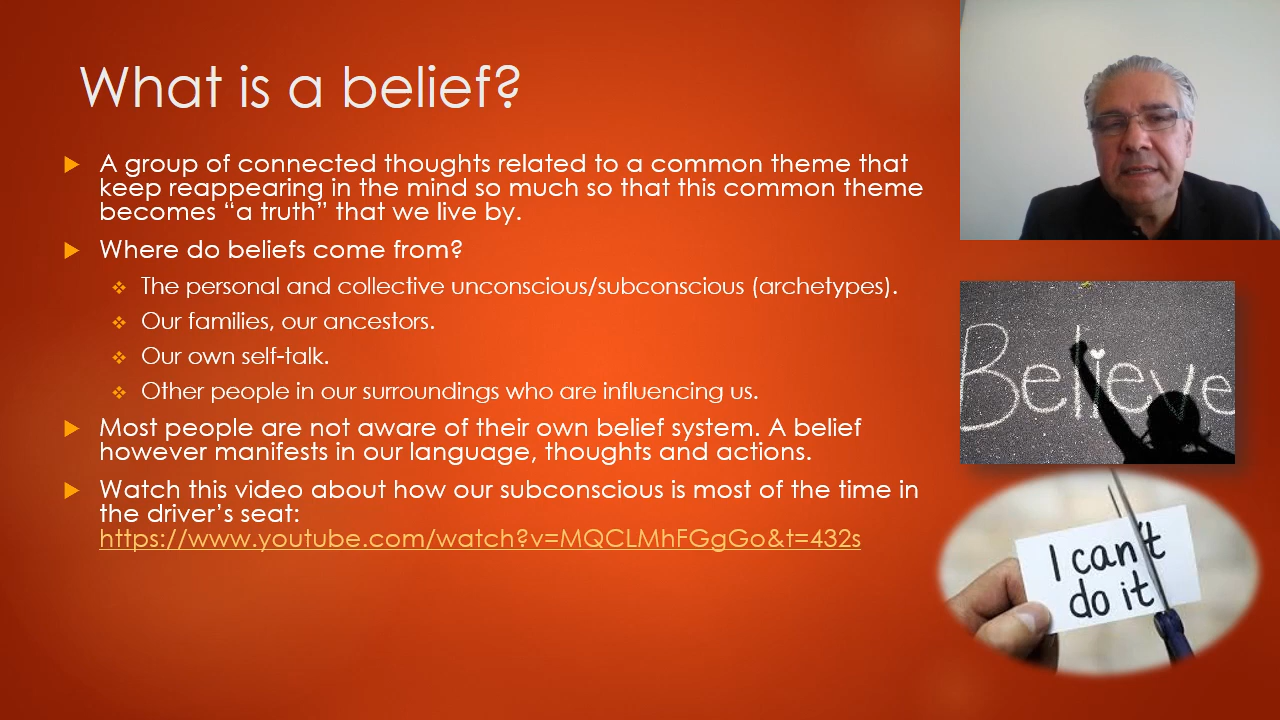 What is a belief?
A group of connected thoughts related to a common theme that
keep reappearing in the mind so much so that this common theme
becomes “a truth” that we live by.
Where do beliefs come from?
The personal and collective unconscious/subconscious (archetypes).
Our families, our ancestors.
Our own self-talk.
Other people in our surroundings who are influencing us.
Most people are not aware of their own belief system. A belief
however manifests in our language, thoughts and actions.
Watch this video about how our subconscious is most of the time in
the driver’s seat:
https://www.youtube.com/watch?v=MQCLMhFGgGo&t=432s
Believe
I can't
do it